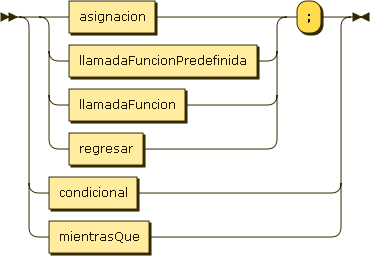 asignacion ;
llamadaFuncionPredefinida
llamadaFuncion
regresar
condicional
mientrasQue